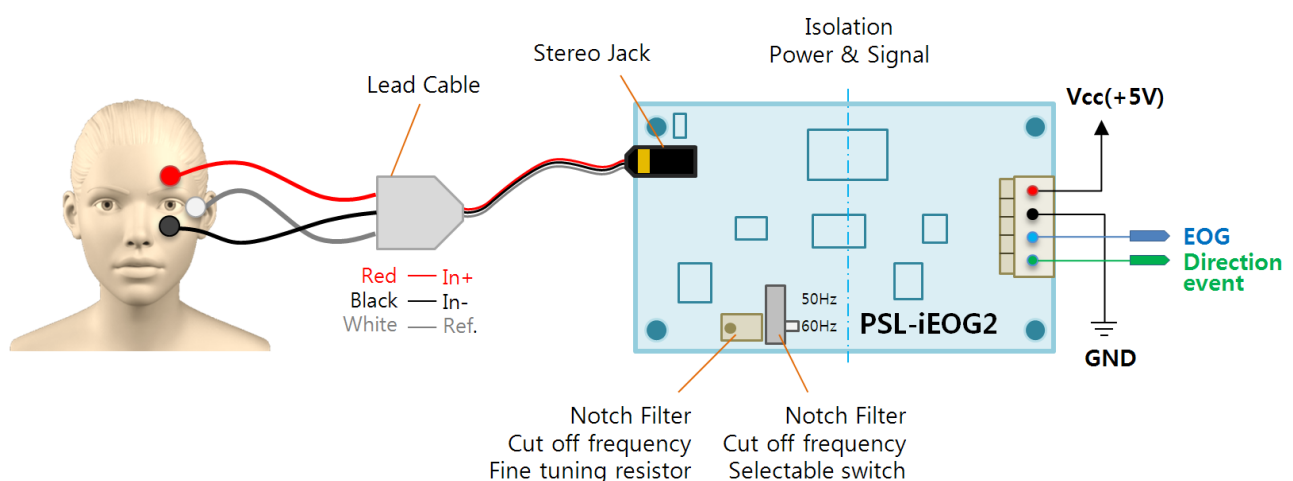 Isolation
Power & Signal
Stereo Jack
Lead Cable
Vcc(+5V)
EOG
Direction
event
Red In+
Black In-
White Ref.
50Hz
60Hz
PSL-iEOG2
GND
Notch Filter
Cut off frequency
Fine tuning resistor
Notch Filter
Cut off frequency
Selectable switch